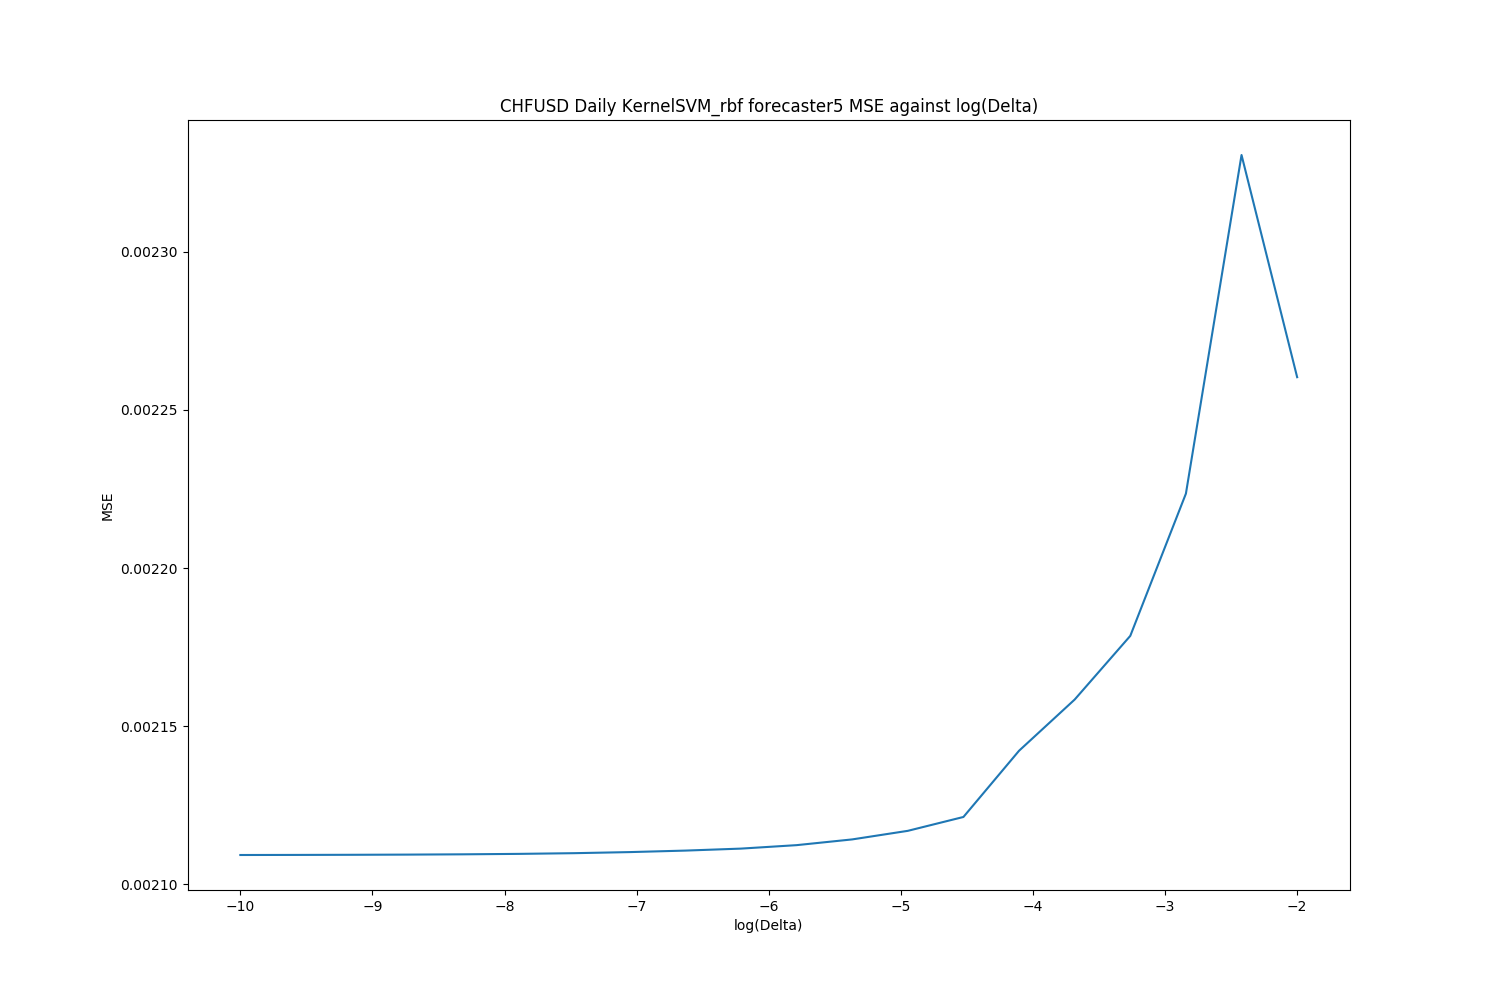 CHFUSD Daily KernelSVM_rbf forecaster5 MSE against log(Delta)
0.00230
0.00225
0.00220
0.00215
0.00210
MSE
−10 −9 −8 −7 −6 −5 −4 −3 −2
log(Delta)